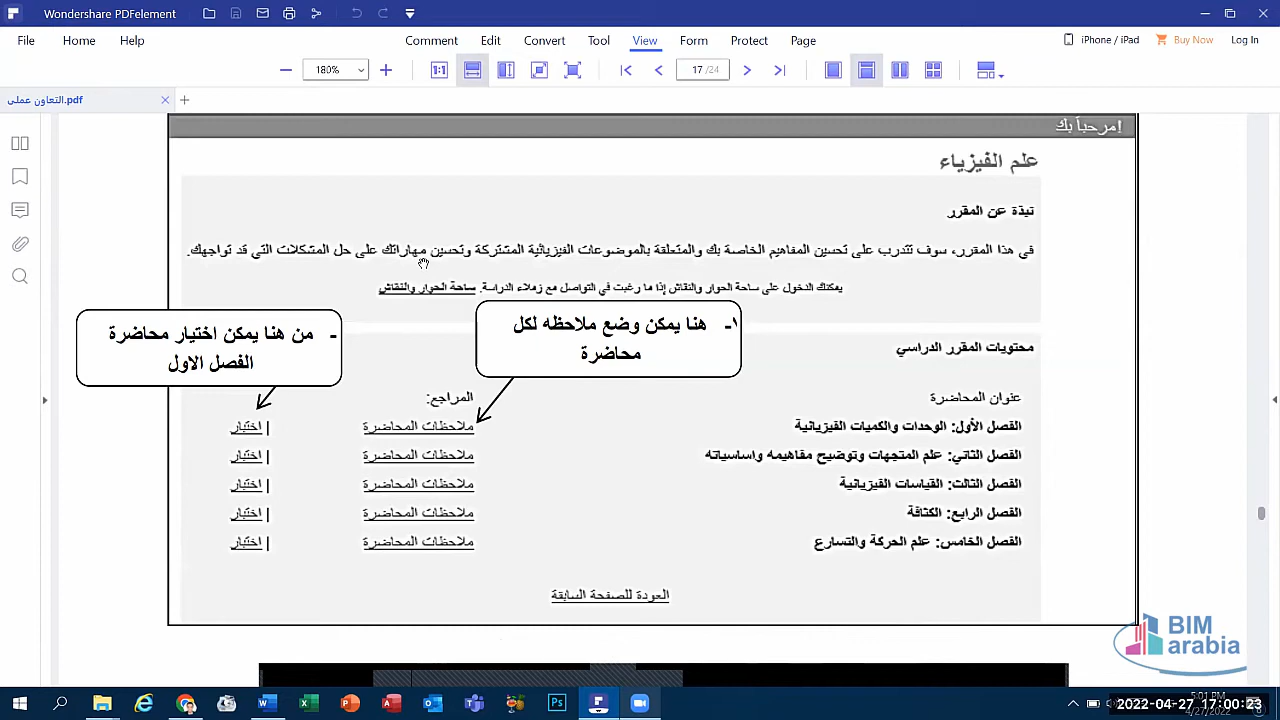 Wondershare PDFelement
File Home Help Comment Edit Convert Tool View Form Protect Page iPhone / iPad Buy Now Log In
180% 17 /24
التعاون عملى.pdf
!مرحباً بك
علم الفيزياء
نبذة عن المقرر
في هذا المقرر، سوف تتدرب على تحسين المفاهيم الخاصة بك والمتعلقة بالموضوعات الفيزيائية المشتركة وتحسين مهاراتك على حل المشكلات التي قد تواجهك.
يمكنك الدخول على ساحة الحوار والنقاش إذا ما رغبت في التواصل مع زملاء الدراسة. ساحة الحوار والنقاش
١- هنا يمكن وضع ملاحظه لكل
محاضرة
- من هنا يمكن اختيار محاضرة
الفصل الاول
محتويات المقرر الدراسي
عنوان المحاضرة المراجع:
الفصل الأول: الوحدات والكميات الفيزيائية ملاحظات المحاضرة | اختبار
الفصل الثاني: علم المتجهات وتوضيح مفاهيمه واساسياته ملاحظات المحاضرة | اختبار
الفصل الثالث: القياسات الفيزيائية ملاحظات المحاضرة | اختبار
الفصل الرابع: الكثافة ملاحظات المحاضرة | اختبار
الفصل الخامس: علم الحركة والتسارع ملاحظات المحاضرة | اختبار
العودة للصفحة السابقة
BIM
arabia
5:01 PM
4/27/2022
2022-04-27 17:00:23